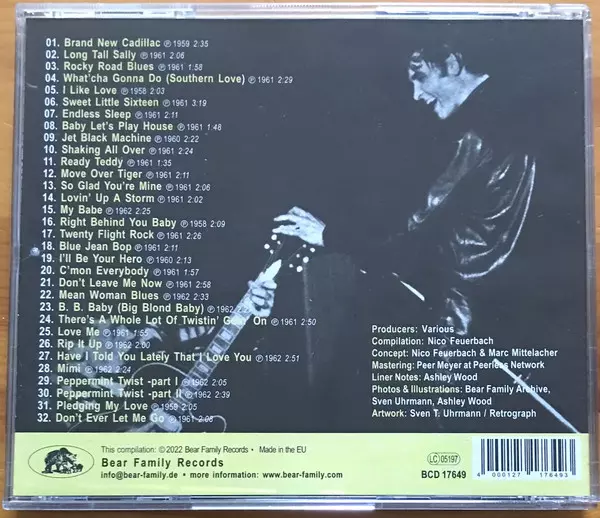 01. Brand New Cadillac ℗ 1959 2:35
02. Long Tall Sally ℗ 1961 2:06
03. Rocky Road Blues ℗ 1961 1:58
04. What'cha Gonna Do (Southern Love) ℗ 1961 2:29
05. I Like Love ℗ 1958 2:03
06. Sweet Little Sixteen ℗ 1961 3:19
07. Endless Sleep ℗ 1961 2:11
08. Baby Let's Play House ℗ 1961 1:48
09. Jet Black Machine ℗ 1960 2:22
10. Shaking All Over ℗ 1961 2:24
11. Ready Teddy ℗ 1961 1:35
12. Move Over Tiger ℗ 1961 2:11
13. So Glad You're Mine ℗ 1961 2:06
14. Lovin' Up A Storm ℗ 1961 2:02
15. My Babe ℗ 1962 2:25
16. Right Behind You Baby ℗ 1958 2:09
17. Twenty Flight Rock ℗ 1961 2:26
18. Blue Jean Bop ℗ 1961 2:11
19. I'll Be Your Hero ℗ 1960 2:13
20. C'mon Everybody ℗ 1961 1:57
21. Don't Leave Me Now ℗ 1961 2:58
22. Mean Woman Blues ℗ 1962 2:33
23. B. B. Baby (Big Blond Baby) ℗ 1962
24. There's A Whole Lot Of Twistin' On ℗ 1961 2:50
25. Love Me ℗ 1961 1:55
26. Rip It Up ℗ 1962 2:00
27. Have I Told You Lately That I Love You ℗ 1962 2:51
28. Mimi ℗ 1962 2:24
29. Peppermint Twist -part I ℗ 1962 2:05
30. Peppermint Twist -part II ℗ 1962 2:39
31. Pledging My Love ℗ 1959 2:05
32. Don't Ever Let Me Go ℗ 1961 2:08
Producers: Various
Compilation: Nico Feuerbach
Concept: Nico Feuerbach & Marc Mittelacher
Mastering: Peer Meyer at Peerless Network
Liner Notes: Ashley Wood
Photos & Illustrations: Bear Family Archive,
Sven Uhrmann, Ashley Wood
Artwork: Sven T. Uhrmann / Retrograph
This compilation: ℗ © 2022 Bear Family Records • Made in the EU
Bear Family Records
info@bear-family.de • more information: www.bear-family.com
LC 05197
BCD 17649
4 000127 176493